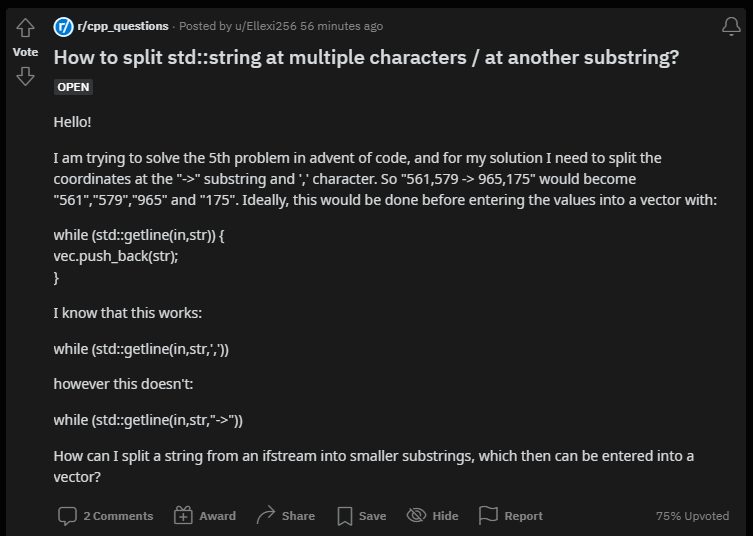 r/cpp_questions · Posted by u/Ellexi256 56 minutes ago
Vote
How to split std::string at multiple characters / at another substring?
OPEN
Hello!
I am trying to solve the 5th problem in advent of code, and for my solution I need to split the
coordinates at the "->" substring and ',' character. So "561,579 -> 965,175" would become
"561","579","965" and "175". Ideally, this would be done before entering the values into a vector with:
while (std::getline(in,str)) {
vec.push_back(str);
}
I know that this works:
while (std::getline(in,str,','))
however this doesn't:
while (std::getline(in,str,"->"))
How can I split a string from an ifstream into smaller substrings, which then can be entered into a
vector?
2 Comments Award Share Save Hide Report 75% Upvoted